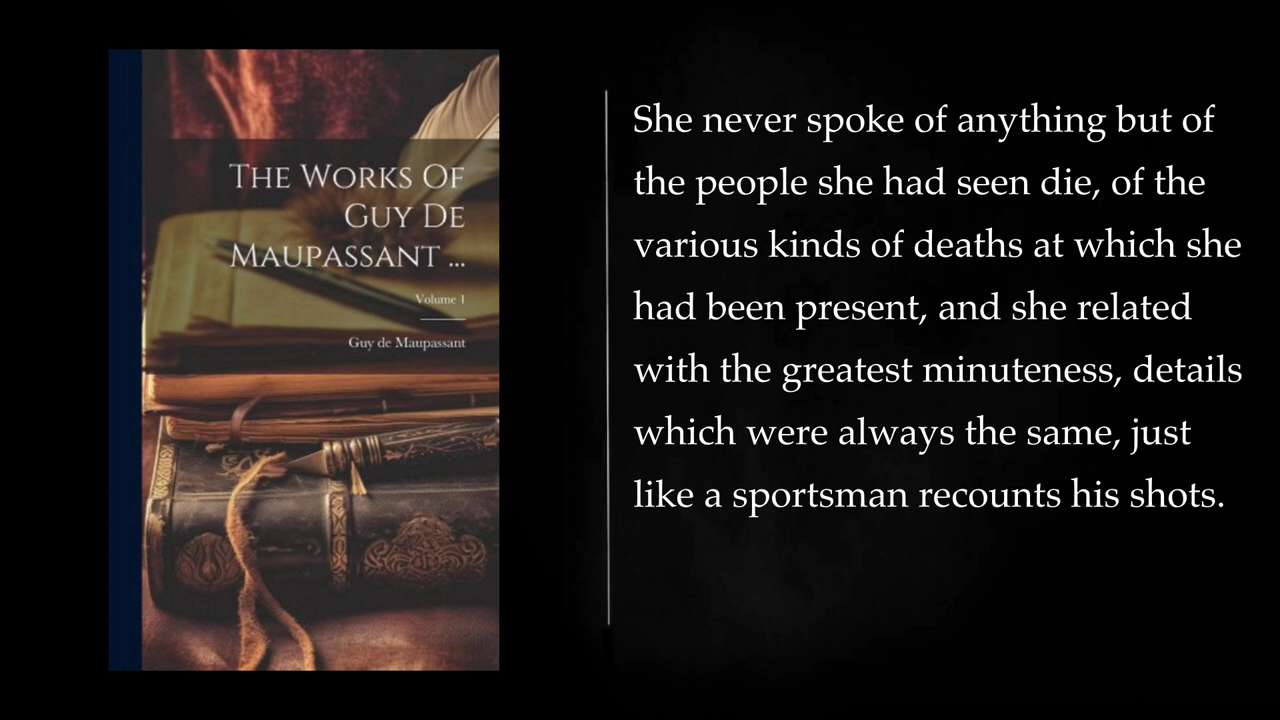 THE WORKS OF
GUY DE
MAUPASSANT ...
Volume 1
Guy de Maupassant
She never spoke of anything but of
the people she had seen die, of the
various kinds of deaths at which she
had been present, and she related
with the greatest minuteness, details
which were always the same, just
like a sportsman recounts his shots.